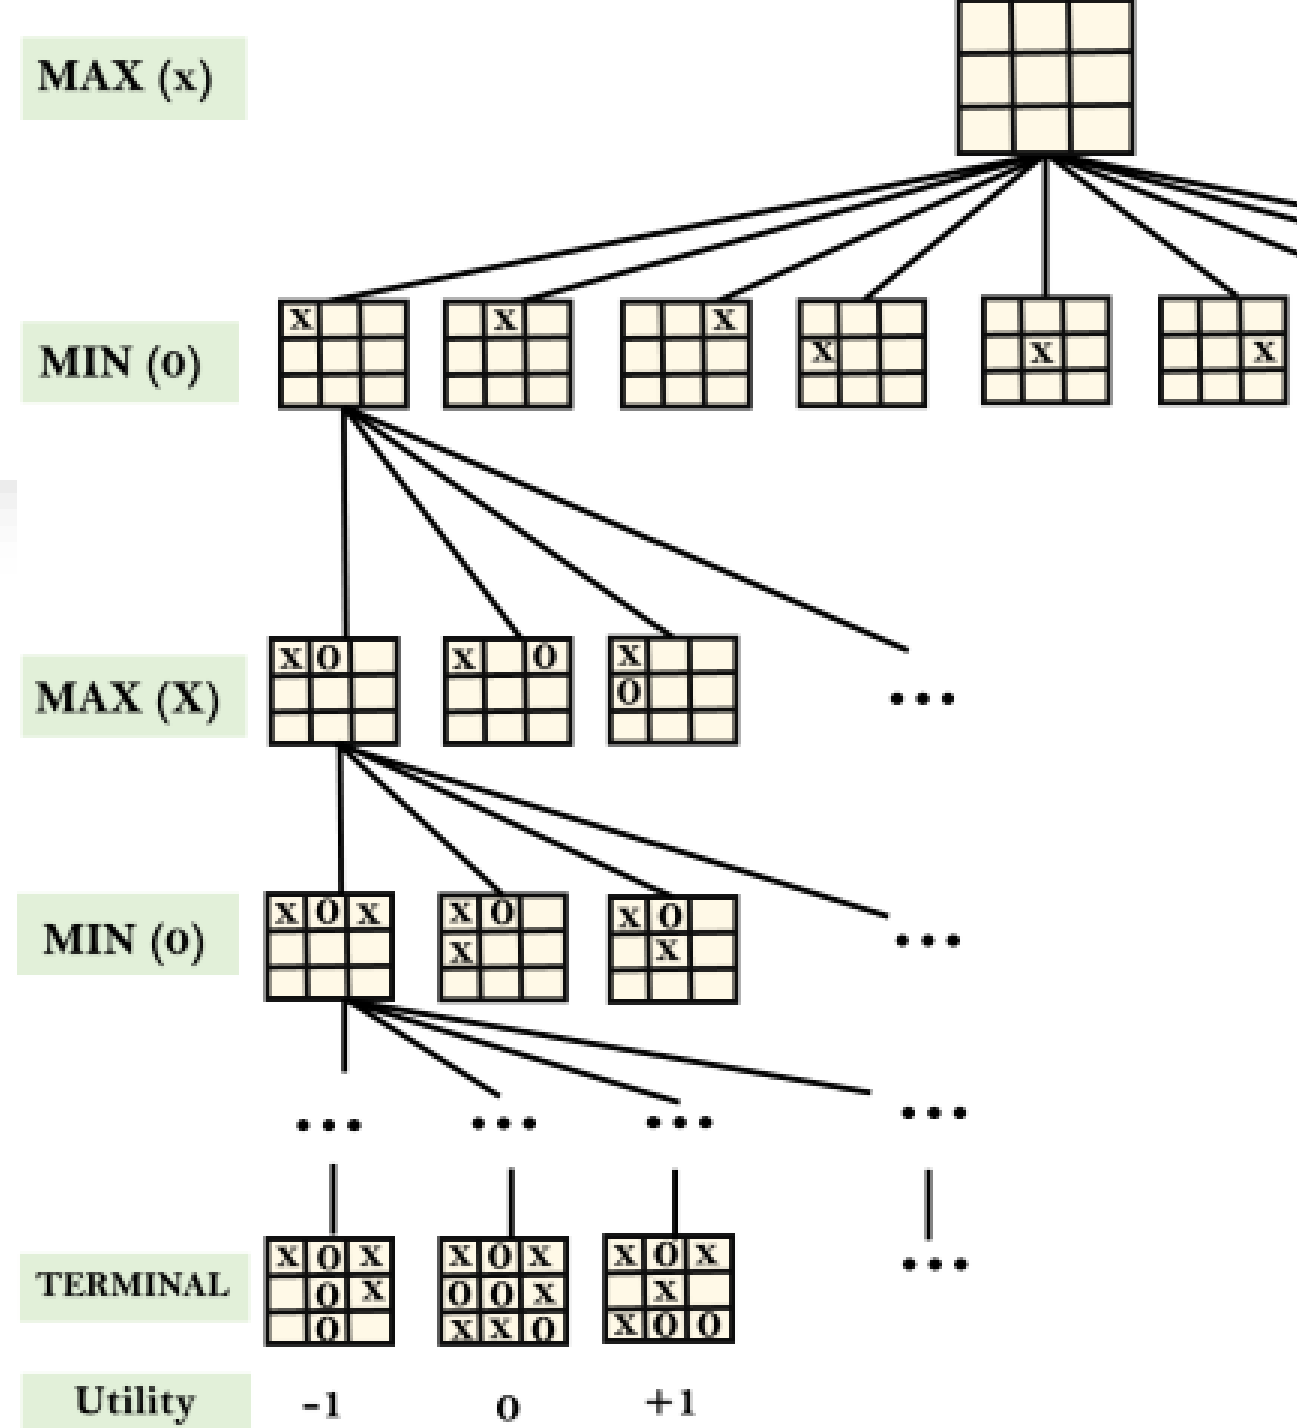 MAX (x)
MIN (o)
X
X
X
X
X
X
MAX (X)
X O
X O
X
O
MIN (o)
X O X
X O
X
X O
X
...
...
...
...
...
...
TERMINAL
X O X
O X
O
X O X
O O X
X X O
X O X
X
X O O
...
Utility
-1
0
+1